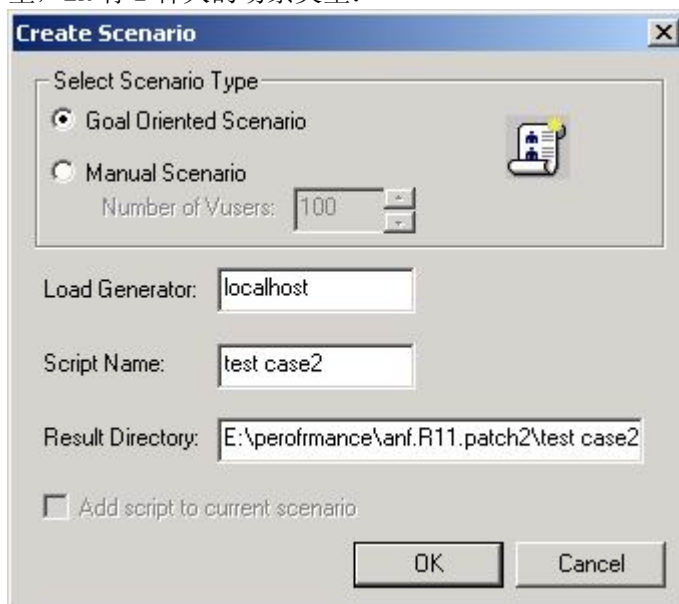 Create Scenario
Select Scenario Type
Goal Oriented Scenario
Manual Scenario
Number of Vusers: 100
Load Generator: localhost
Script Name: test case2
Result Directory: E:\perofrmance\anf.R11.patch2\test case2
Add script to current scenario
OK Cancel